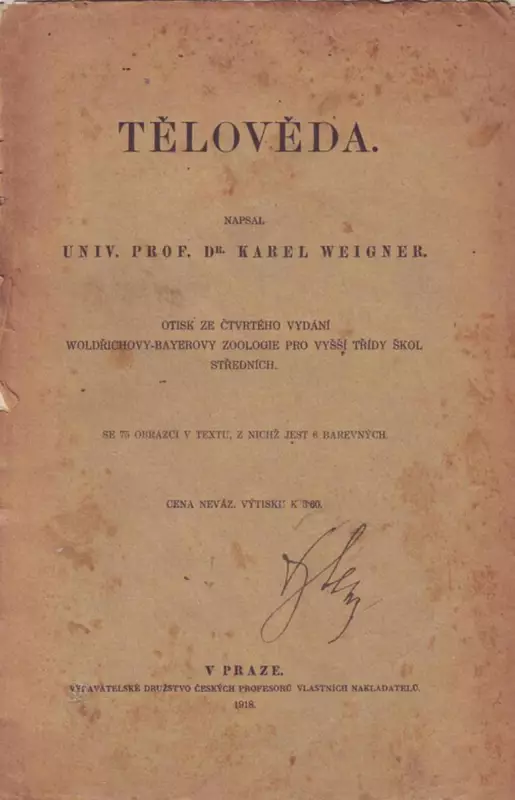 TĚLOVĚDA.
NAPSAL
UNIV. PROF. DR. KAREL WEIGNER.
OTISK ZE ČTVRTÉHO VYDÁNÍ
WOLDŘICHOVY-BAYEROVY ZOOLOGIE PRO VYŠŠÍ TŘÍDY ŠKOL
STŘEDNÍCH.
SE 75 OBRAZCI V TEXTU, Z NICHŽ JEST 6 BAREVNÝCH.
CENA NEVÁZ. VÝTISKU K 3·60.
V PRAZE.
VYDAVATELSKÉ DRUŽSTVO ČESKÝCH PROFESORŮ VLASTNÍCH NAKLADATELŮ.
1918.